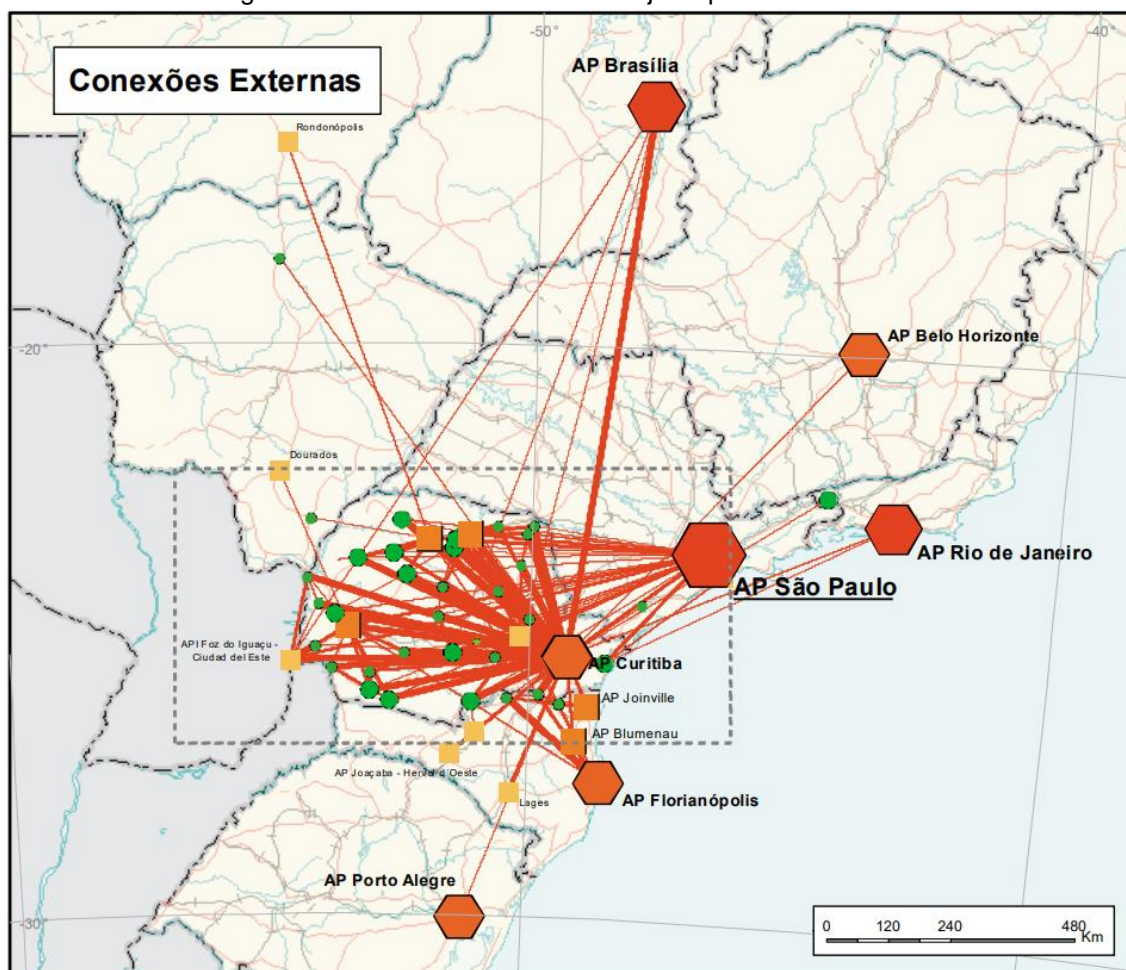 -50°
-40°
AP Brasília
Conexões Externas
Rondonópolis
-20°
AP Belo Horizonte
Dourados
AP Rio de Janeiro
AP São Paulo
API Foz do Iguaçu -
Ciudad del Este
AP Curitiba
AP Joinville
AP Blumenau
AP Joaçaba - Herval d'Oeste
Lages
AP Florianópolis
AP Porto Alegre
-30°
0 120 240 480
Km